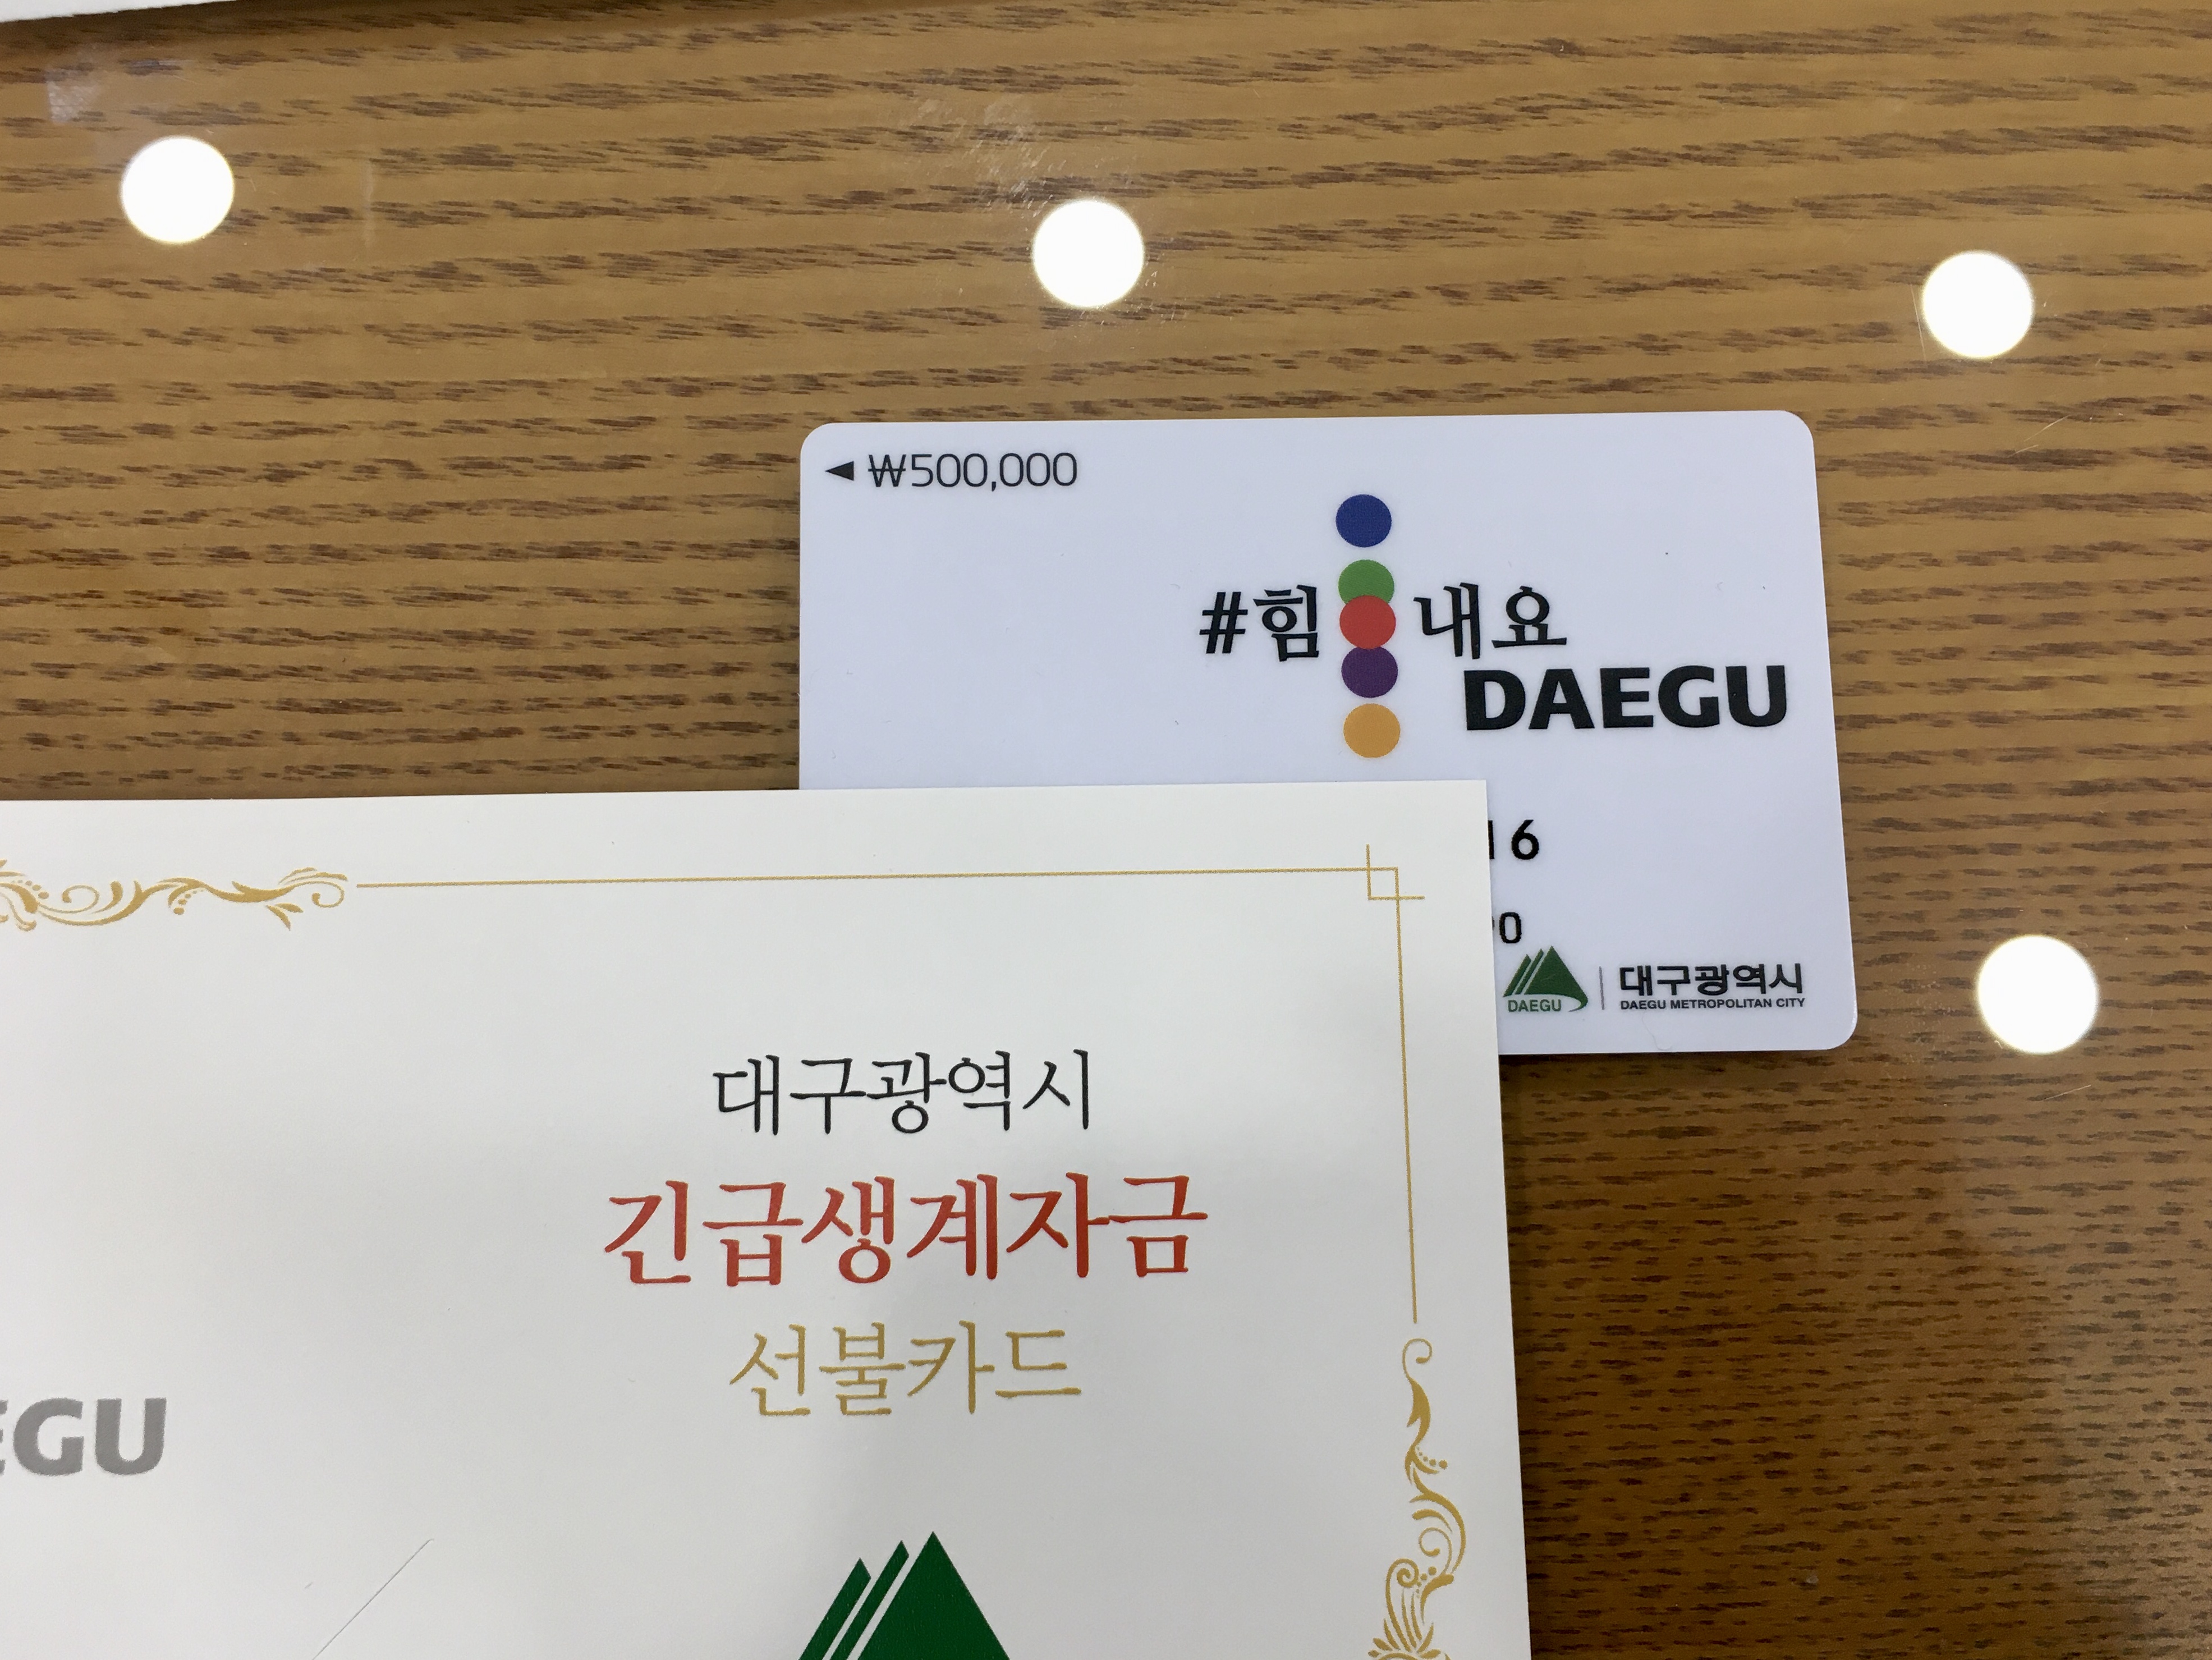 ◀ ₩500,000
#힘내요
DAEGU
16
0
DAEGU
대구광역시
DAEGU METROPOLITAN CITY
대구광역시
긴급생계자금
선불카드
EGU